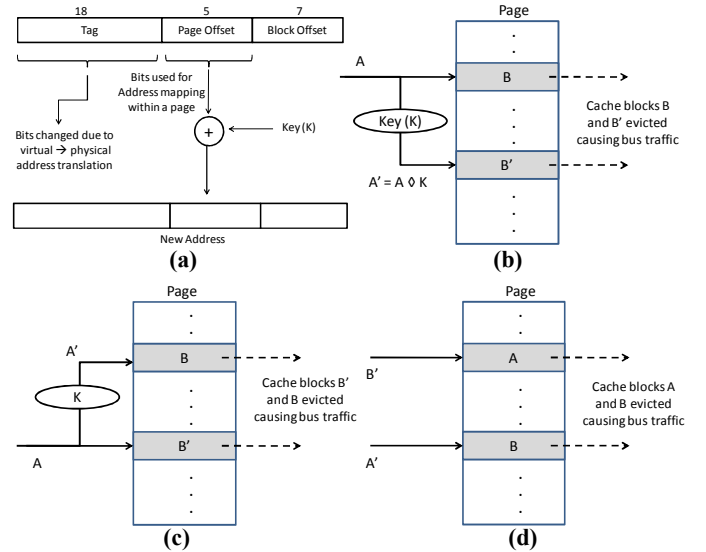 18 5 7
Tag Page Offset Block Offset
Bits used for
Address mapping
within a page
+
Key (K)
Bits changed due to
virtual → physical
address translation
New Address
(a)
Page
A
B
Key (K)
A' = A ◊ K
B'
Cache blocks B
and B' evicted
causing bus traffic
(b)
Page
A'
B
K
A
B'
Cache blocks B'
and B evicted
causing bus traffic
(c)
Page
B'
A
A'
B
Cache blocks A
and B evicted
causing bus traffic
(d)